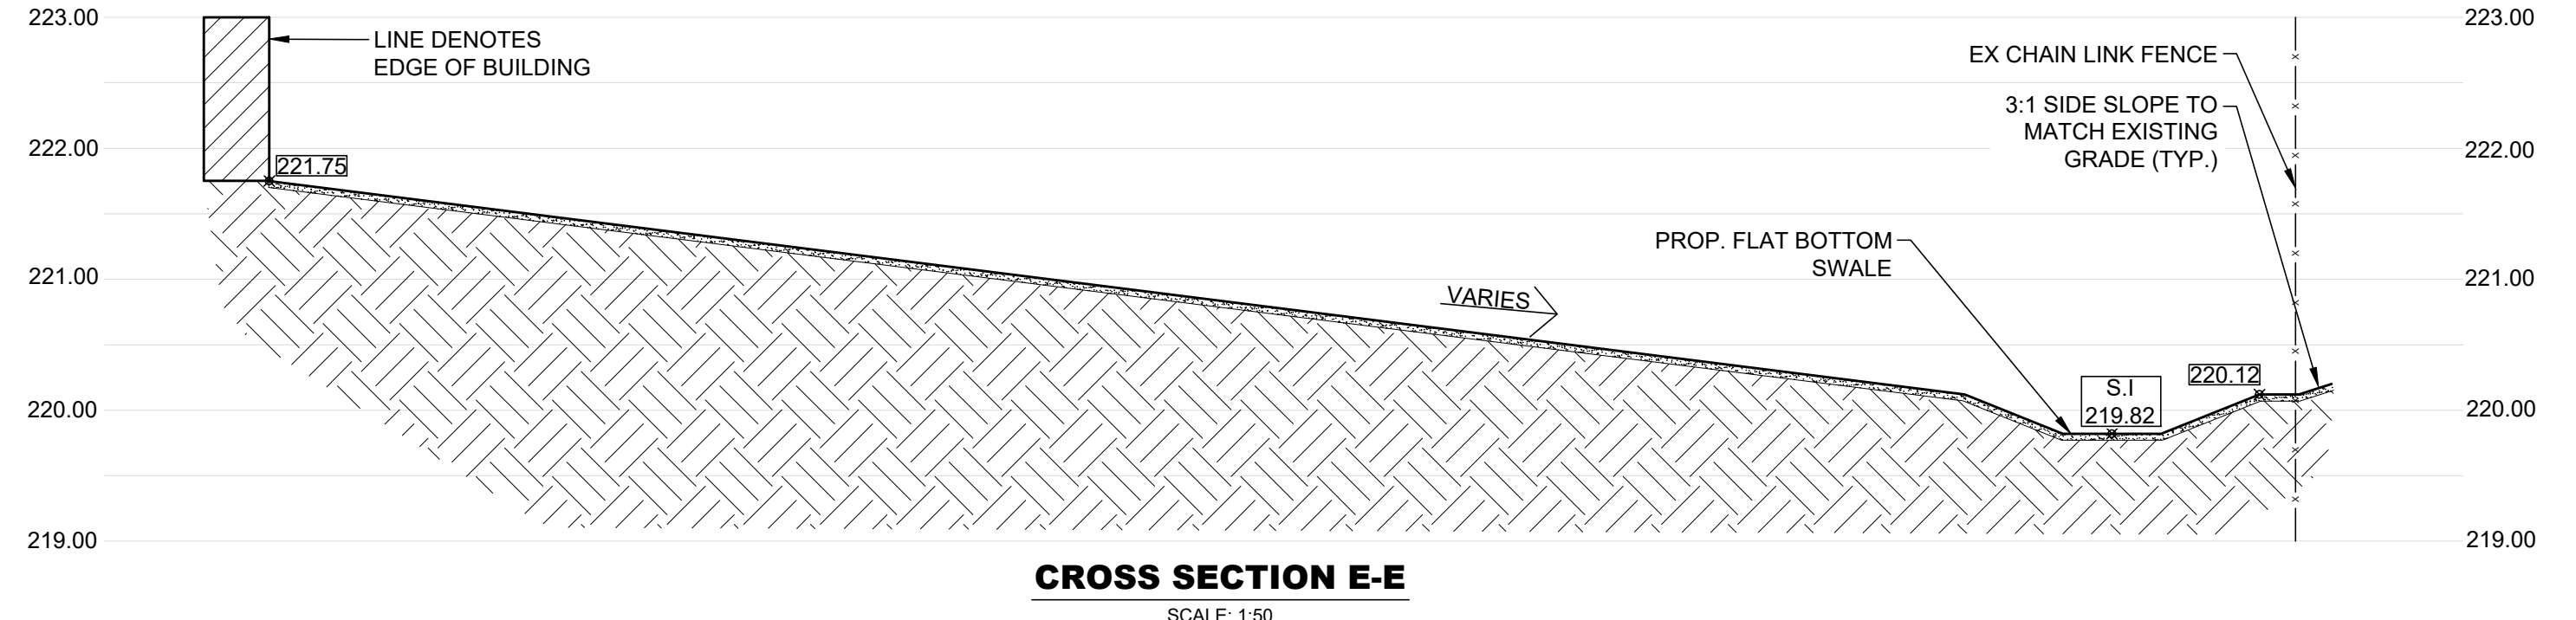 223.00
223.00
LINE DENOTES
EDGE OF BUILDING
EX CHAIN LINK FENCE
3:1 SIDE SLOPE TO
MATCH EXISTING
GRADE (TYP.)
222.00
222.00
221.75
PROP. FLAT BOTTOM
SWALE
221.00
221.00
VARIES
220.12
S.I
219.82
220.00
220.00
219.00
219.00
CROSS SECTION E-E
SCALE: 1:50